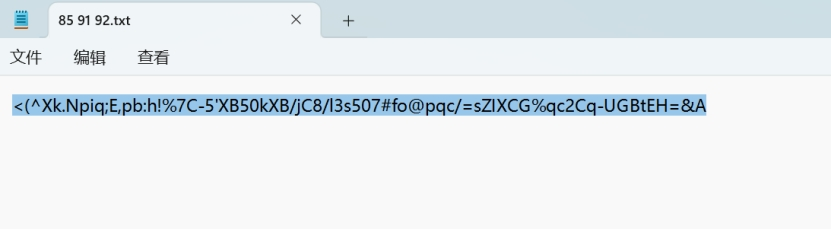 85 91 92.txt
文件 编辑 查看
<(^Xk.Npiq;E,pb:h!%7C-5'XB50kXB/jC8/l3s507#fo@pqc/=sZIXCG%qc2Cq-UGBtEH=&A